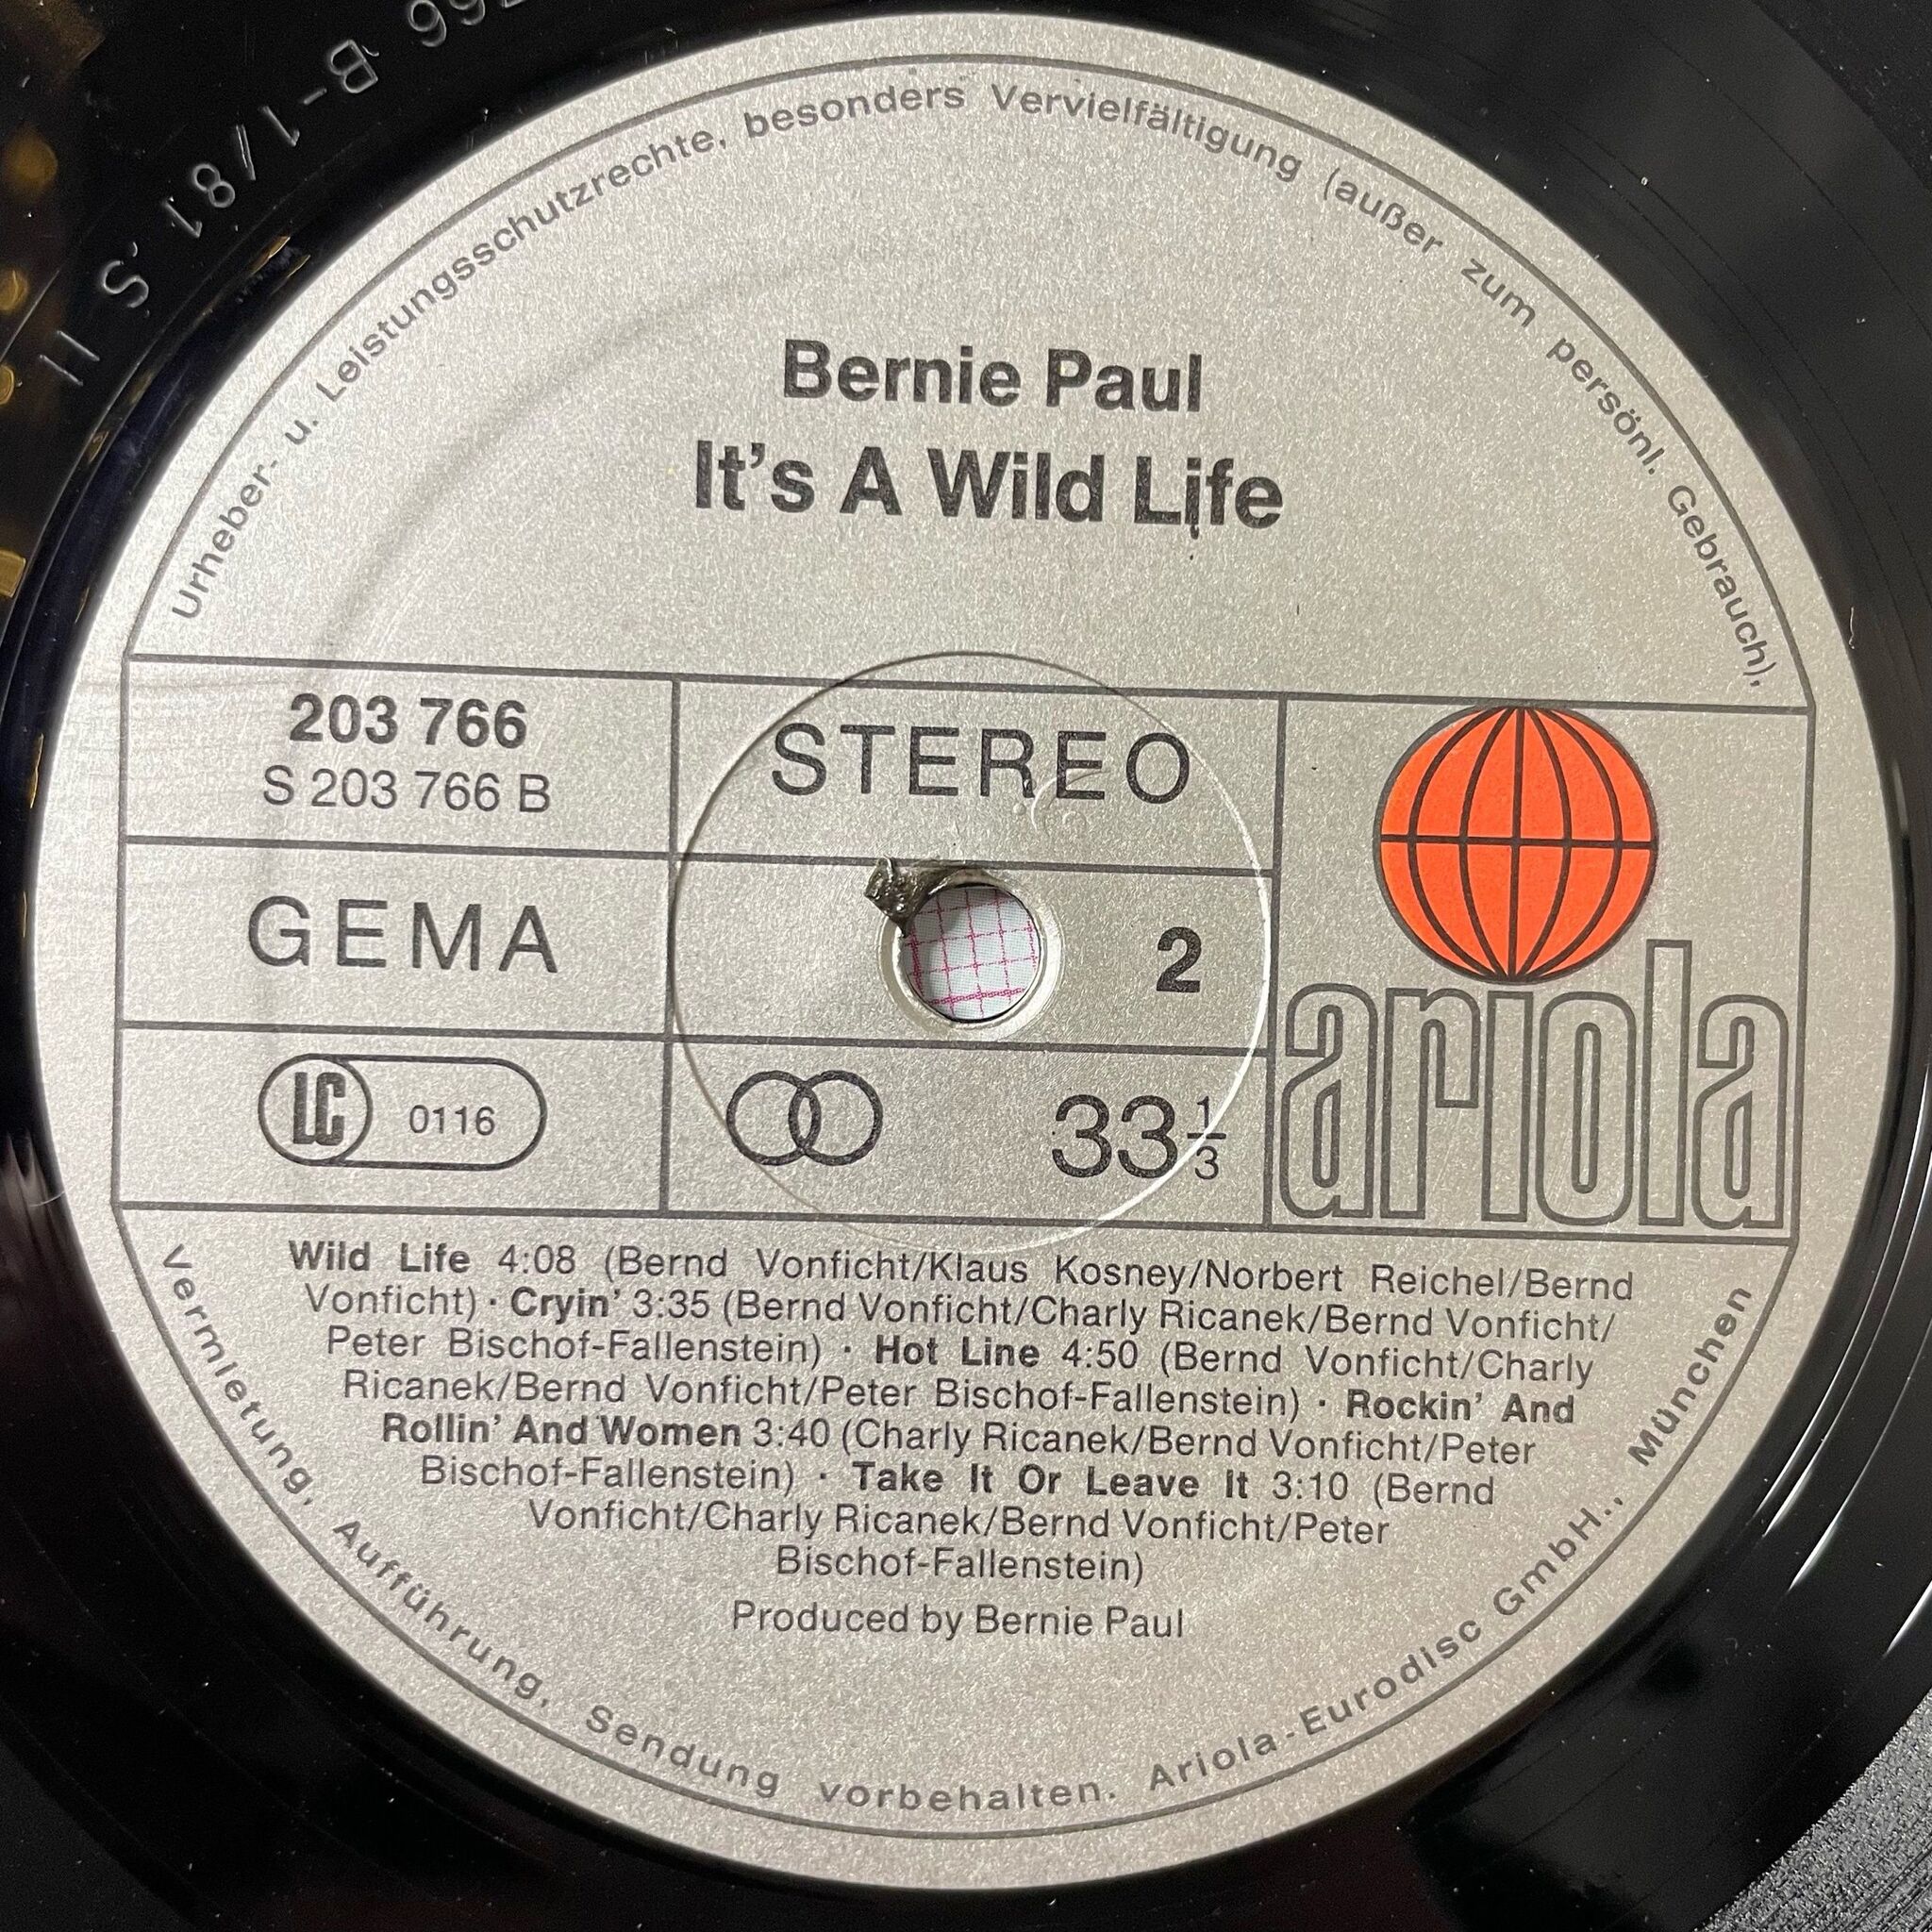 66 B-1/81 S II
Urheber- u. Leistungsschutzrechte, besonders Vervielfältigung (außer zum persönl. Gebrauch),
Bernie Paul
It's A Wild Life
203 766
S 203 766 B
STEREO
GEMA
2
LC 0116
33 1/3
ariola
Wild Life 4:08 (Bernd Vonficht/Klaus Kosney/Norbert Reichel/Bernd
Vonficht) · Cryin' 3:35 (Bernd Vonficht/Charly Ricanek/Bernd Vonficht/
Peter Bischof-Fallenstein) · Hot Line 4:50 (Bernd Vonficht/Charly
Ricanek/Bernd Vonficht/Peter Bischof-Fallenstein) · Rockin' And
Rollin' And Women 3:40 (Charly Ricanek/Bernd Vonficht/Peter
Bischof-Fallenstein) · Take It Or Leave It 3:10 (Bernd
Vonficht/Charly Ricanek/Bernd Vonficht/Peter
Bischof-Fallenstein)
Produced by Bernie Paul
Vermietung, Aufführung, Sendung vorbehalten. Ariola-Eurodisc GmbH., München